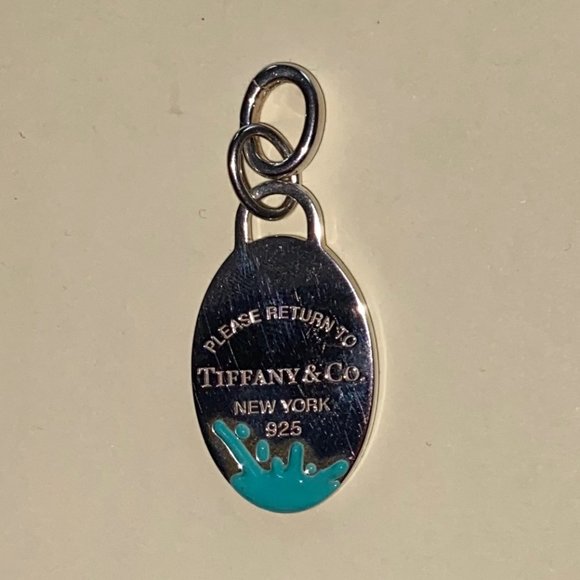 PLEASE RETURN TO
TIFFANY & CO.
NEW YORK
925